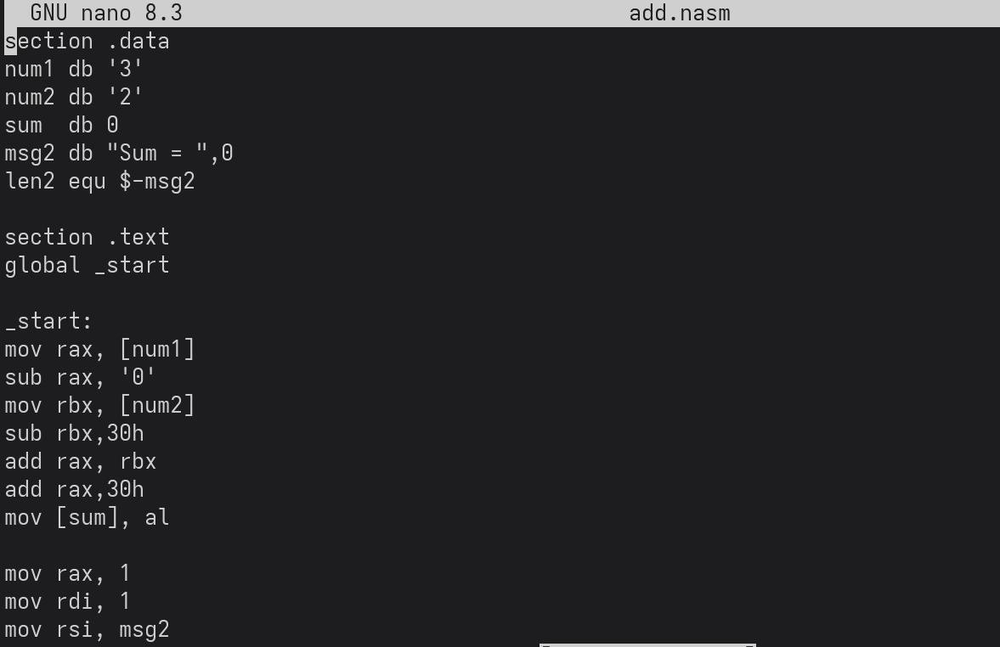 GNU nano 8.3 add.nasm
section .data
num1 db '3'
num2 db '2'
sum  db 0
msg2 db "Sum = ",0
len2 equ $-msg2

section .text
global _start

_start:
mov rax, [num1]
sub rax, '0'
mov rbx, [num2]
sub rbx,30h
add rax, rbx
add rax,30h
mov [sum], al

mov rax, 1
mov rdi, 1
mov rsi, msg2